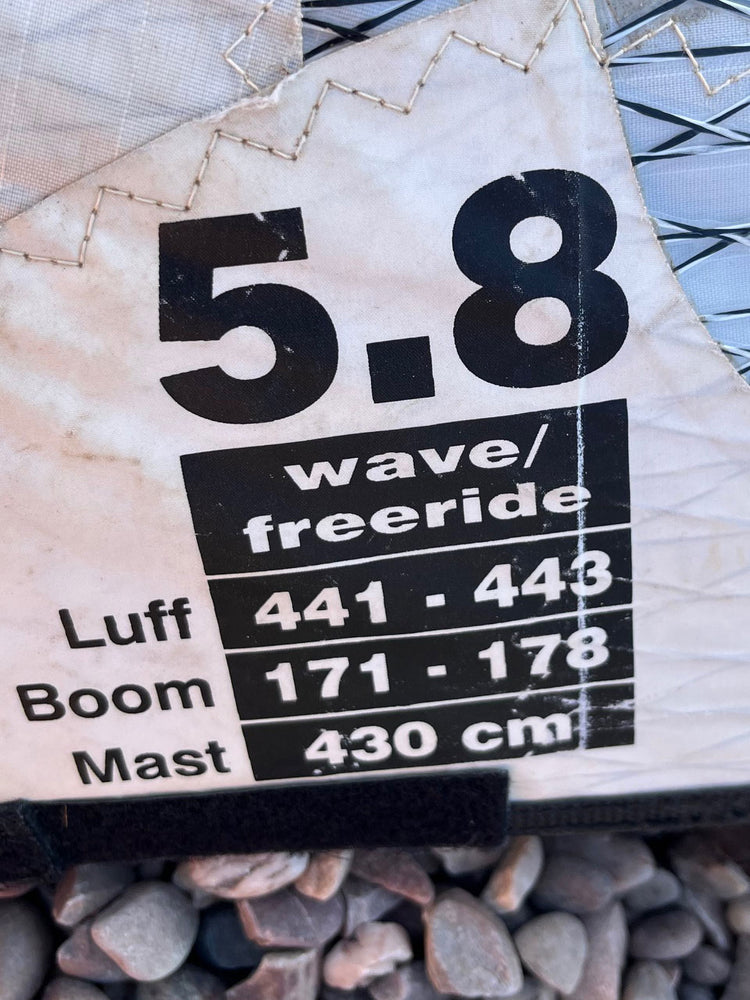 5.8
wave/
freeride
Luff 441 - 443
Boom 171 - 178
Mast 430 cm